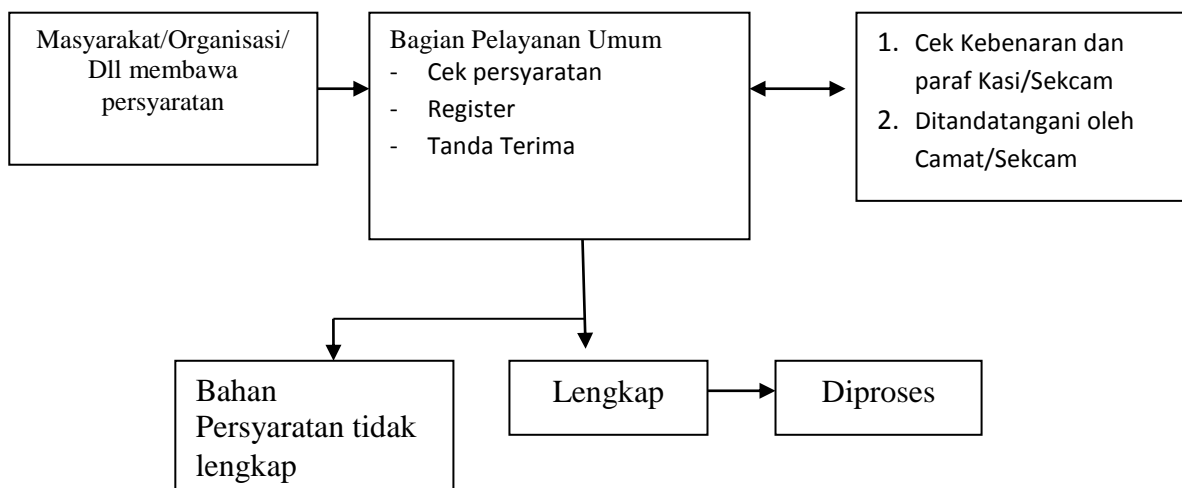 Masyarakat/Organisasi/
Dll membawa
persyaratan
Bagian Pelayanan Umum
- Cek persyaratan
- Register
- Tanda Terima
1. Cek Kebenaran dan
paraf Kasi/Sekcam
2. Ditandatangani oleh
Camat/Sekcam
Bahan
Persyaratan tidak
lengkap
Lengkap
Diproses